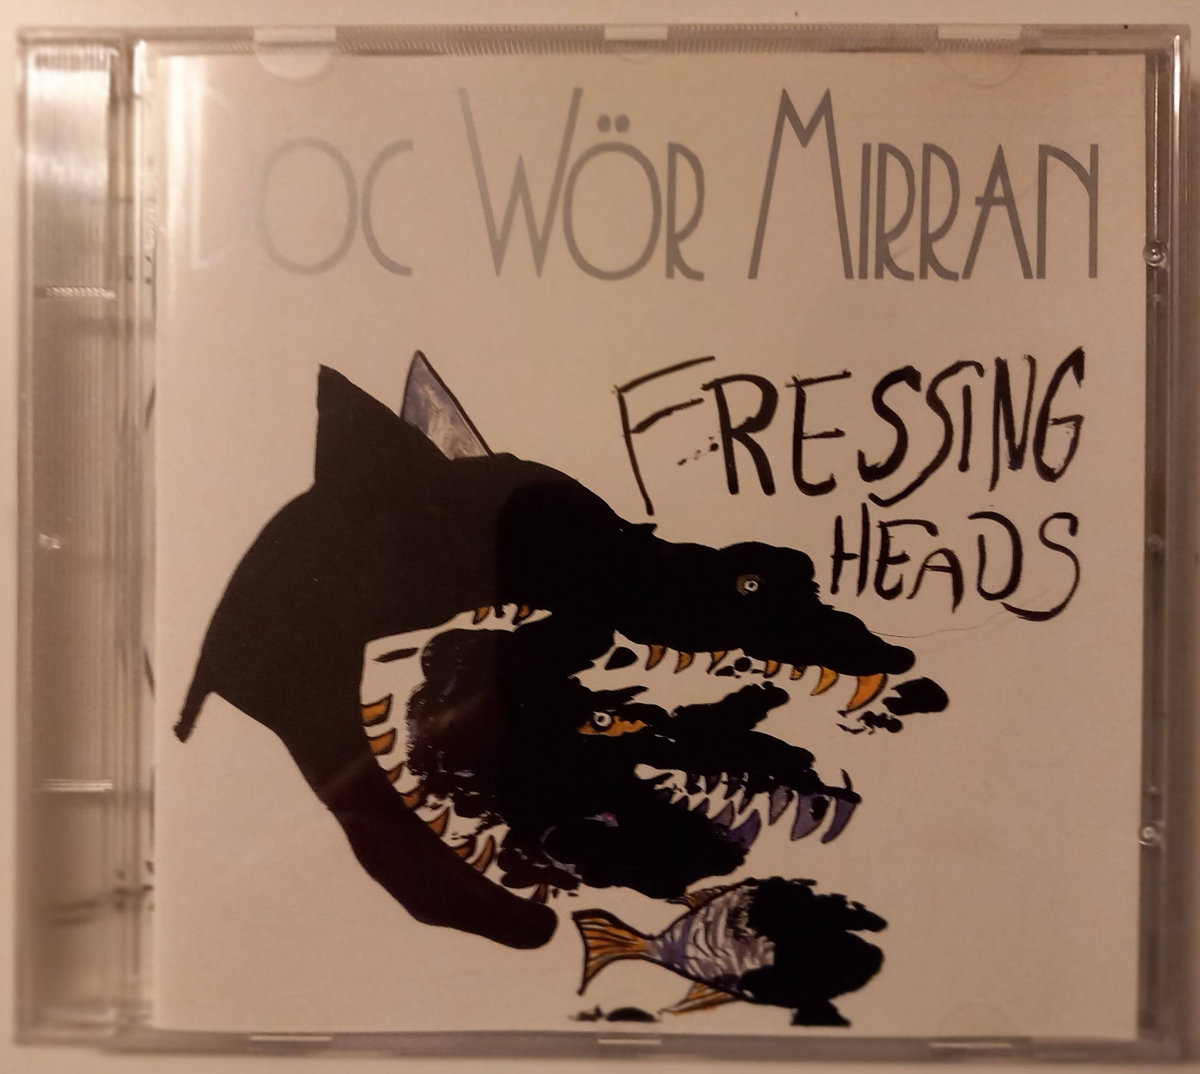 Doc Wör Mirran
FRESSING
HEADS